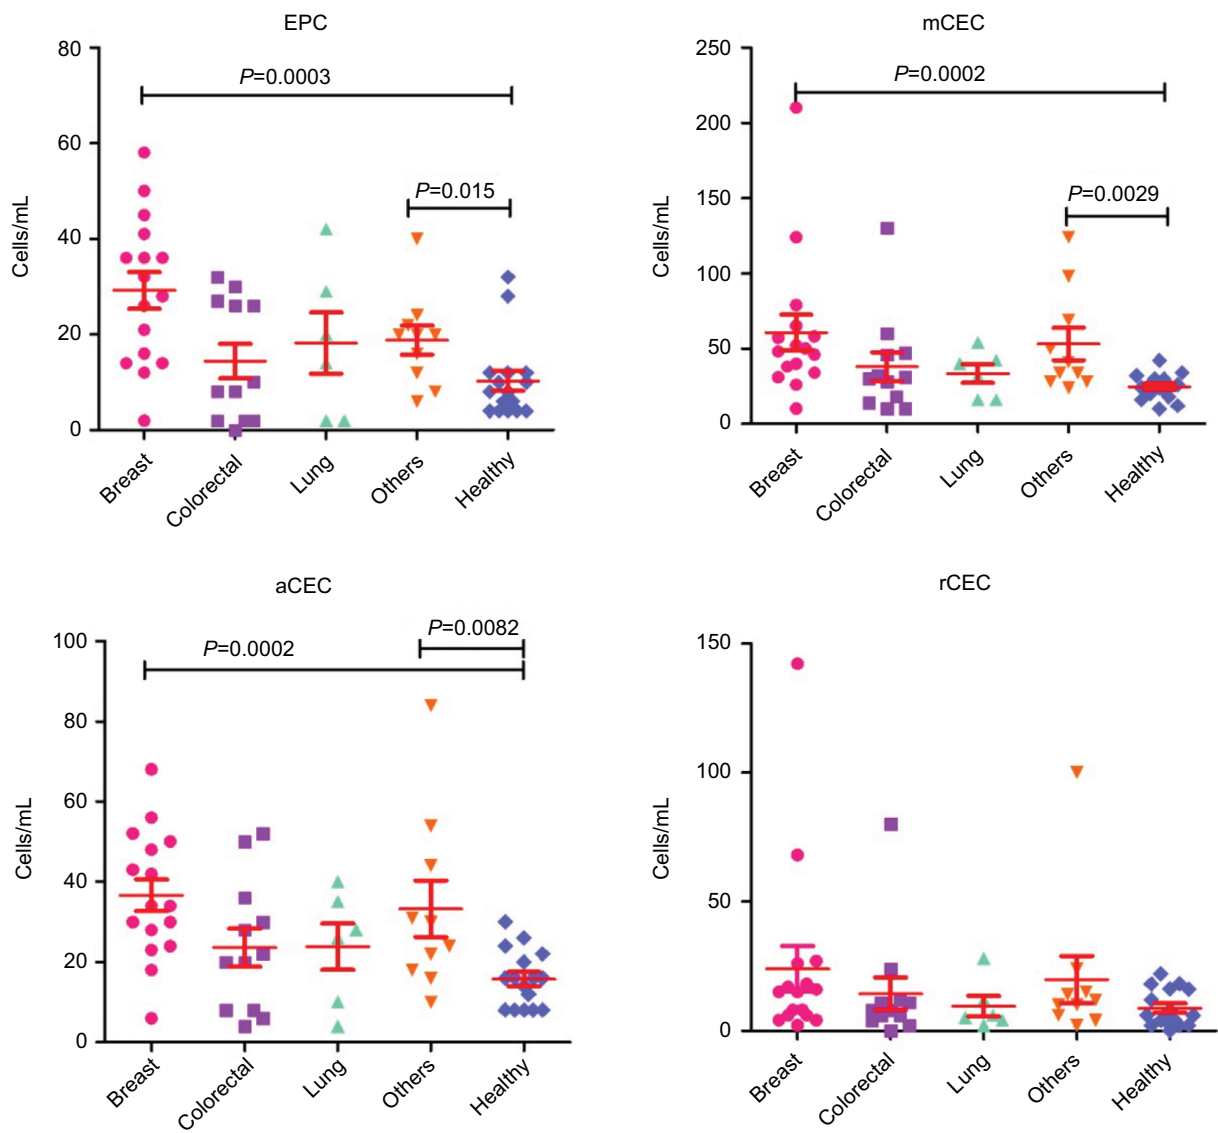 EPC
80
60
40
20
0
Cells/mL
P=0.0003
P=0.015
Breast
Colorectal
Lung
Others
Healthy
mCEC
250
200
150
100
50
0
Cells/mL
P=0.0002
P=0.0029
Breast
Colorectal
Lung
Others
Healthy
aCEC
100
80
60
40
20
0
Cells/mL
P=0.0082
P=0.0002
Breast
Colorectal
Lung
Others
Healthy
rCEC
150
100
50
0
Cells/mL
Breast
Colorectal
Lung
Others
Healthy